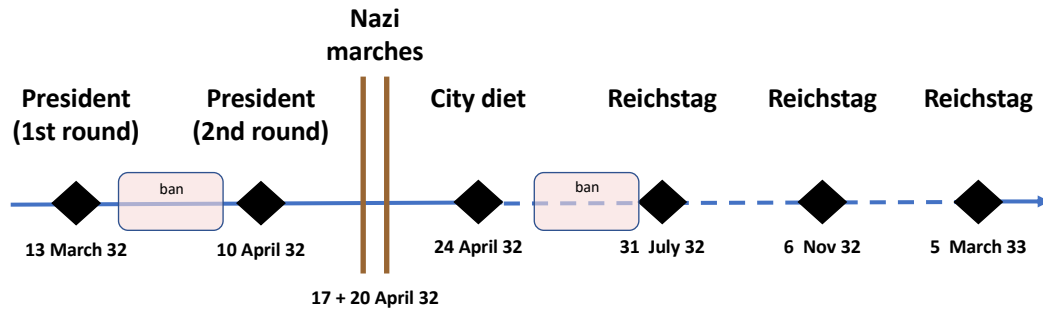 Nazi
marches
President
(1st round)
President
(2nd round)
City diet
Reichstag
Reichstag
Reichstag
ban
ban
13 March 32
10 April 32
24 April 32
31 July 32
6 Nov 32
5 March 33
17 + 20 April 32